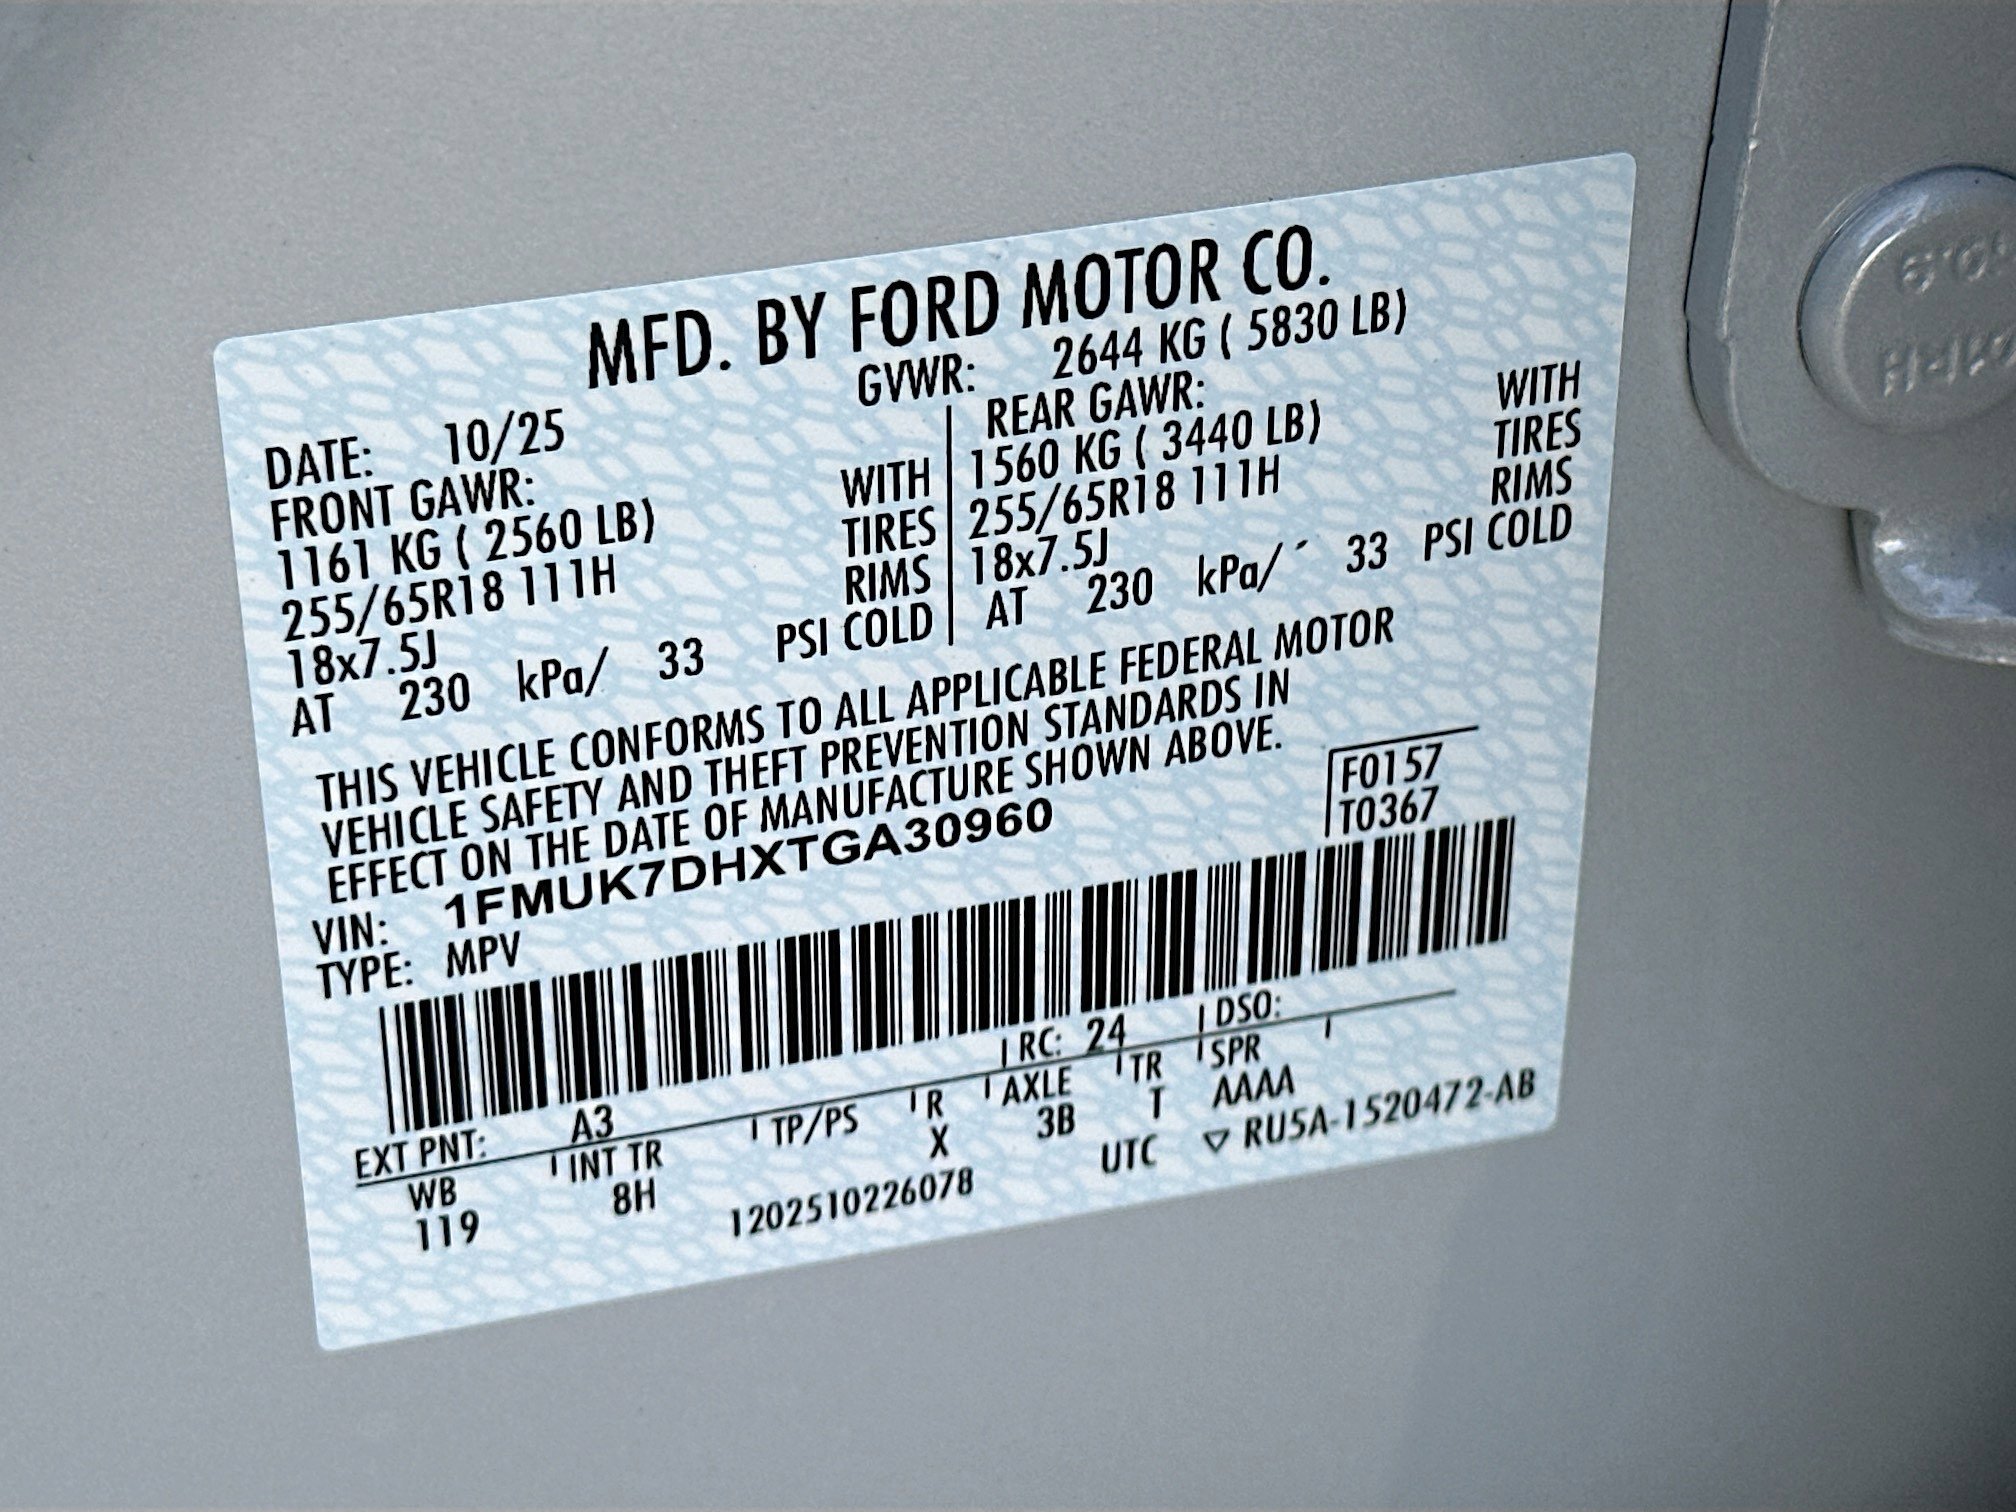 MFD. BY FORD MOTOR CO.
DATE: 10/25 GVWR: 2644 KG ( 5830 LB)
FRONT GAWR: REAR GAWR:
1161 KG ( 2560 LB) WITH 1560 KG ( 3440 LB) WITH
255/65R18 111H TIRES 255/65R18 111H TIRES
18x7.5J RIMS 18x7.5J RIMS
AT 230 kPa/ 33 PSI COLD AT 230 kPa/ 33 PSI COLD
THIS VEHICLE CONFORMS TO ALL APPLICABLE FEDERAL MOTOR
VEHICLE SAFETY AND THEFT PREVENTION STANDARDS IN
EFFECT ON THE DATE OF MANUFACTURE SHOWN ABOVE.
F0157
T0367
VIN: 1FMUK7DHXTGA30960
TYPE: MPV
EXT PNT: A3 RC: 24 DSO:
WB INT TR TP/PS R AXLE TR SPR
119 8H X 3B T AAAA
1202510226078 UTC ▽ RU5A-1520472-AB